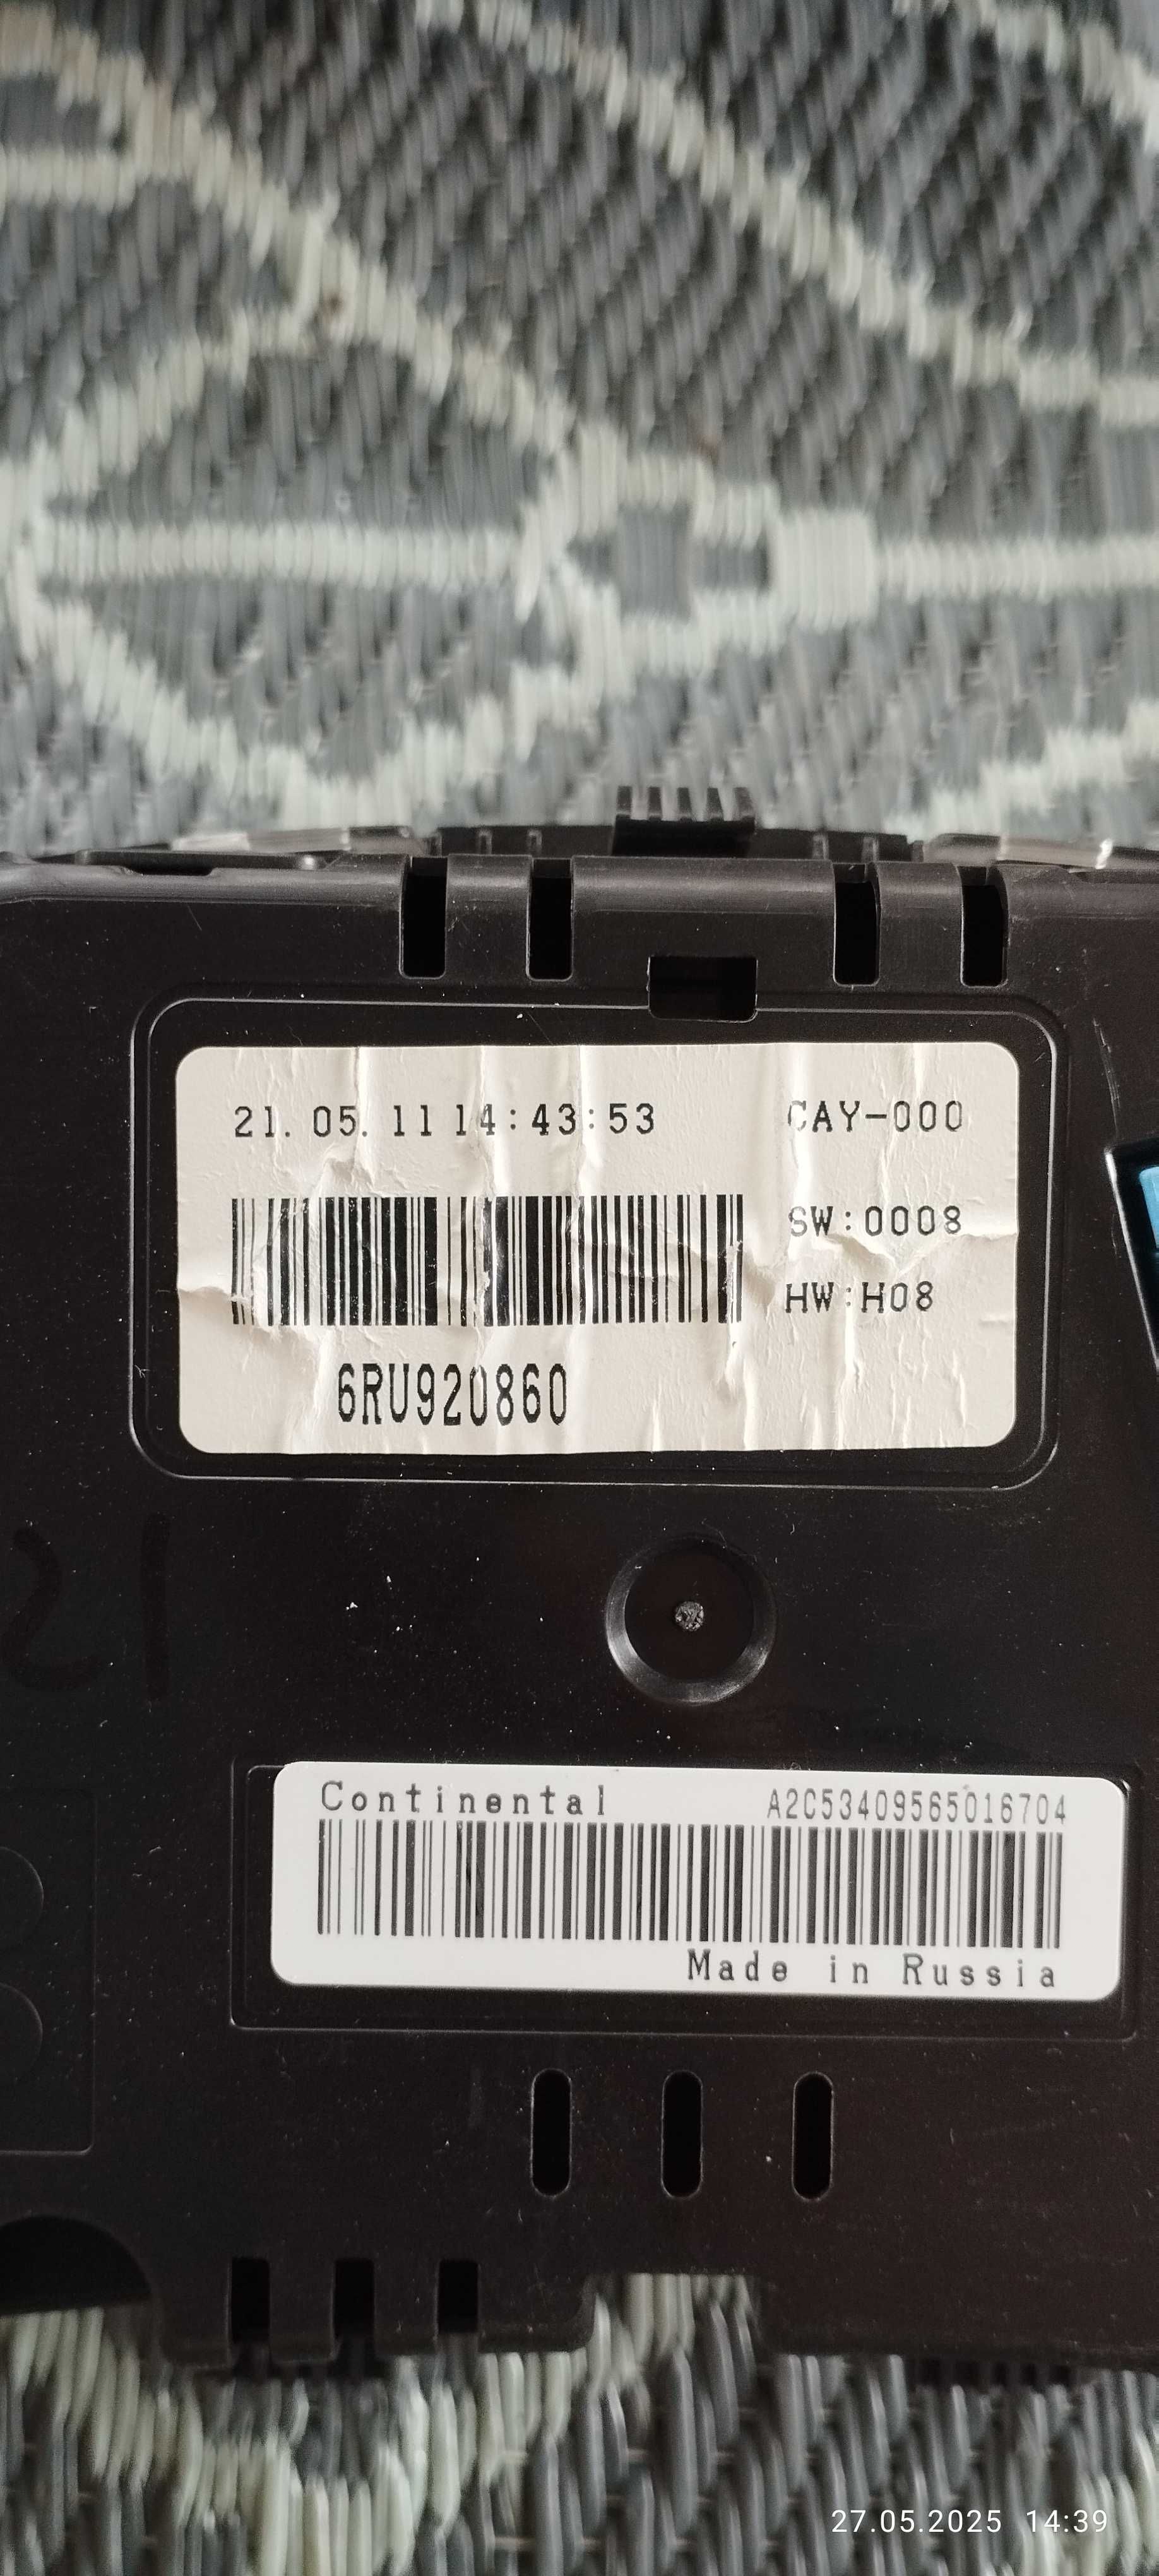 21.05.11 14:43:53 CAY-000
SW:0008
HW:H08
6RU920860
Continental A2C53409565016704
Made in Russia
27.05.2025 14:39